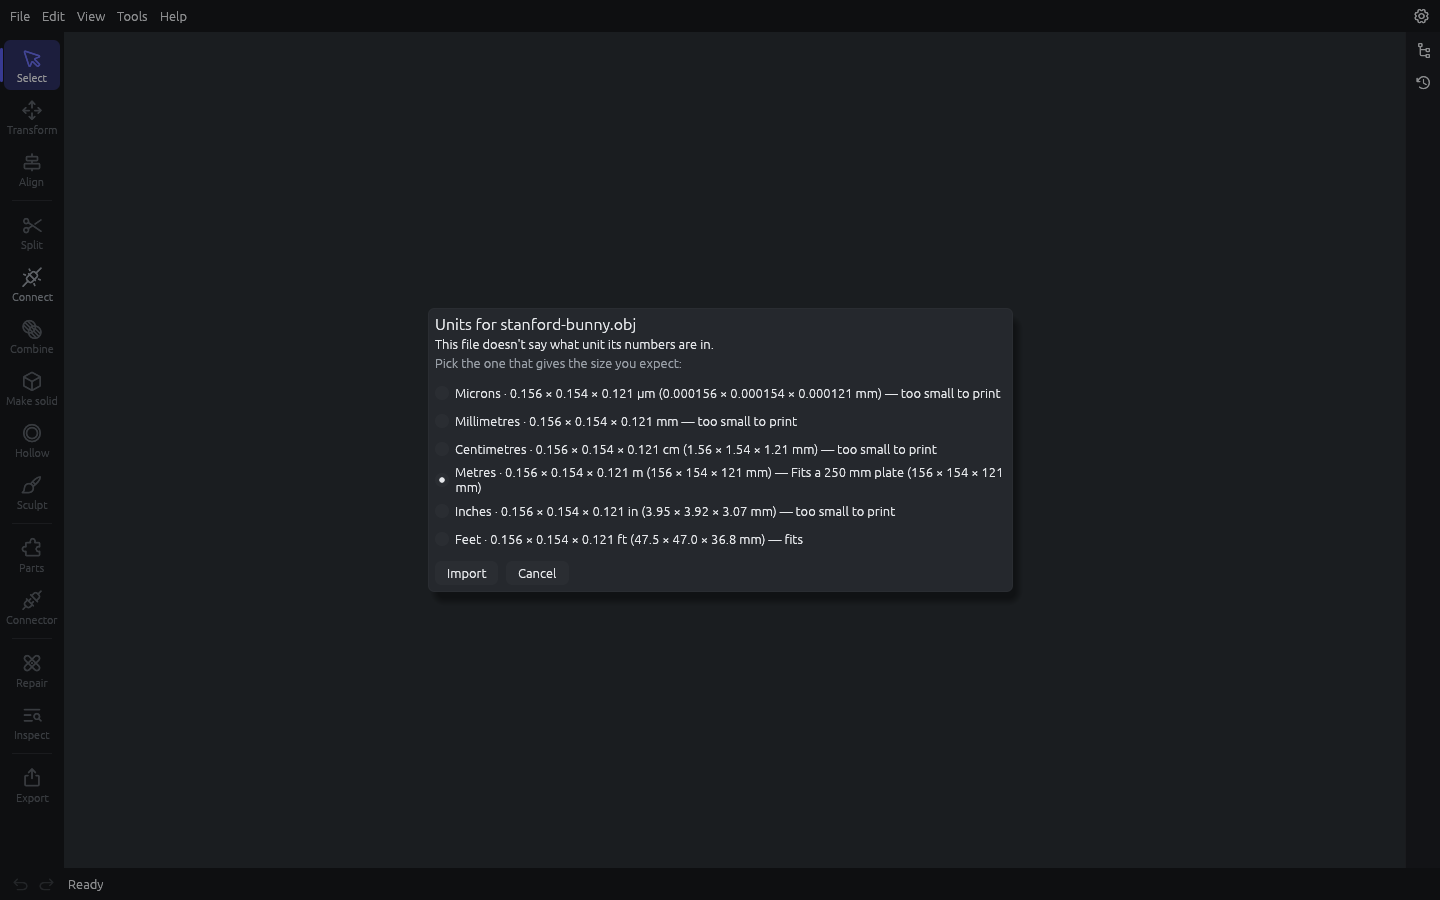 File Edit View Tools Help
Select
Transform
Align
Split
Connect
Combine
Make solid
Hollow
Sculpt
Parts
Connector
Repair
Inspect
Export
Units for stanford-bunny.obj
This file doesn't say what unit its numbers are in.
Pick the one that gives the size you expect:
Microns · 0.156 × 0.154 × 0.121 µm (0.000156 × 0.000154 × 0.000121 mm) — too small to print
Millimetres · 0.156 × 0.154 × 0.121 mm — too small to print
Centimetres · 0.156 × 0.154 × 0.121 cm (1.56 × 1.54 × 1.21 mm) — too small to print
Metres · 0.156 × 0.154 × 0.121 m (156 × 154 × 121 mm) — Fits a 250 mm plate (156 × 154 × 121
mm)
Inches · 0.156 × 0.154 × 0.121 in (3.95 × 3.92 × 3.07 mm) — too small to print
Feet · 0.156 × 0.154 × 0.121 ft (47.5 × 47.0 × 36.8 mm) — fits
Import Cancel
Ready